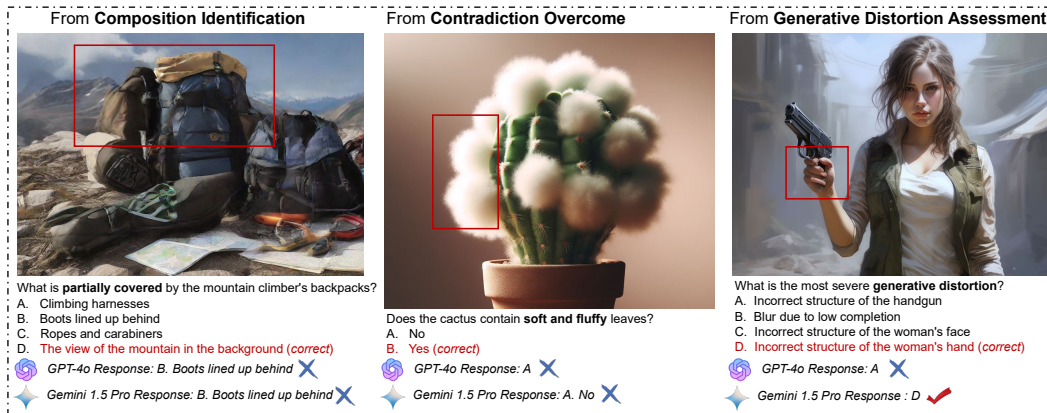 From Composition Identification
What is partially covered by the mountain climber's backpacks?
A. Climbing harnesses
B. Boots lined up behind
C. Ropes and carabiners
D. The view of the mountain in the background (correct)
GPT-4o Response: B. Boots lined up behind
Gemini 1.5 Pro Response: B. Boots lined up behind
From Contradiction Overcome
Does the cactus contain soft and fluffy leaves?
A. No
B. Yes (correct)
GPT-4o Response: A
Gemini 1.5 Pro Response: A. No
From Generative Distortion Assessment
What is the most severe generative distortion?
A. Incorrect structure of the handgun
B. Blur due to low completion
C. Incorrect structure of the woman's face
D. Incorrect structure of the woman's hand (correct)
GPT-4o Response: A
Gemini 1.5 Pro Response : D